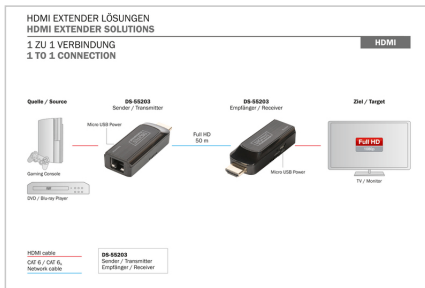 HDMI EXTENDER LÖSUNGEN
HDMI EXTENDER SOLUTIONS
1 ZU 1 VERBINDUNG
1 TO 1 CONNECTION
HDMI
Quelle / Source
DS-55203
Sender / Transmitter
DS-55203
Empfänger / Receiver
Ziel / Target
Micro USB Power
Full HD
50 m
Full HD
1080p
Micro USB Power
Gaming Console
TV / Monitor
DVD / Blu-ray Player
HDMI cable
CAT 6 / CAT 6A
Network cable
DS-55203
Sender / Transmitter
Empfänger / Receiver